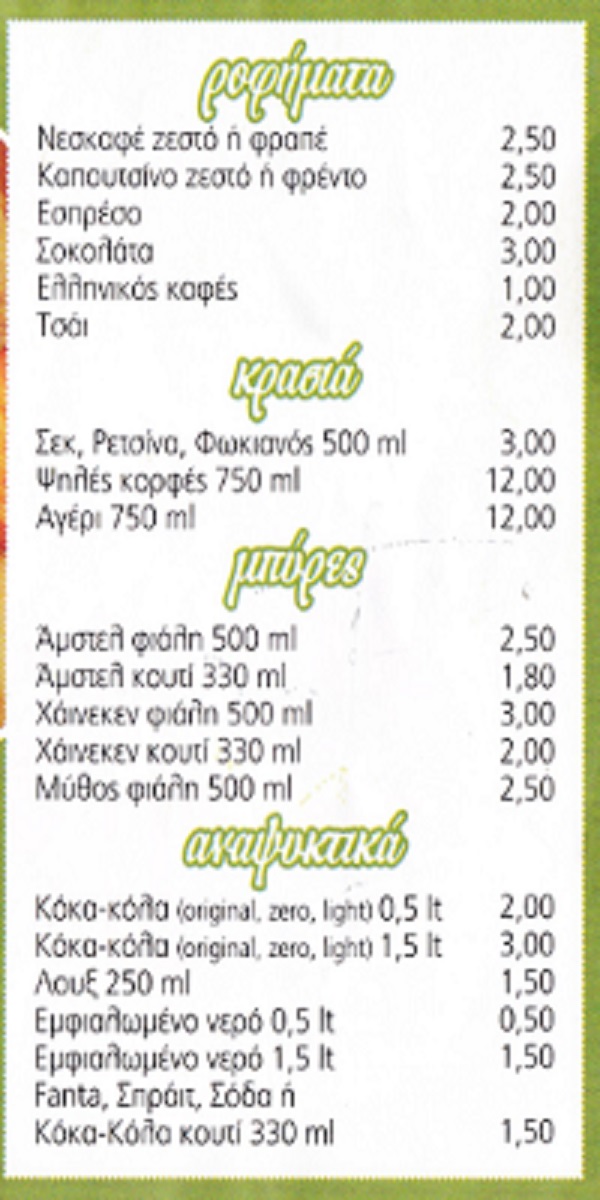 ροφήματα
Νεσκαφέ ζεστό ή φραπέ 2,50
Καπουτσίνο ζεστό ή φρέντο 2,50
Εσπρέσο 2,00
Σοκολάτα 3,00
Ελληνικός καφές 1,00
Τσάι 2,00
κρασιά
Σεκ, Ρετσίνα, Φωκιανός 500 ml 3,00
Ψηλές κορφές 750 ml 12,00
Αγέρι 750 ml 12,00
μπύρες
Άμστελ φιάλη 500 ml 2,50
Άμστελ κουτί 330 ml 1,80
Χάινεκεν φιάλη 500 ml 3,00
Χάινεκεν κουτί 330 ml 2,00
Μύθος φιάλη 500 ml 2,50
αναψυκτικά
Κόκα-κόλα (original, zero, light) 0,5 lt 2,00
Κόκα-κόλα (original, zero, light) 1,5 lt 3,00
Λουξ 250 ml 1,50
Εμφιαλωμένο νερό 0,5 lt 0,50
Εμφιαλωμένο νερό 1,5 lt 1,50
Fanta, Σπράιτ, Σόδα ή
Κόκα-Κόλα κουτί 330 ml 1,50